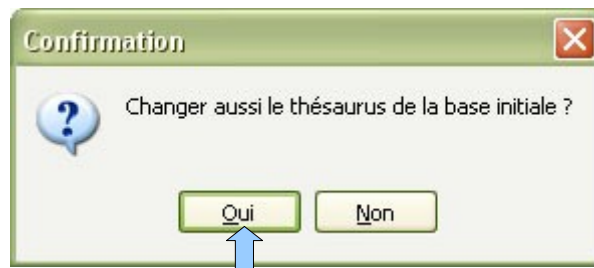 Confirmation
Changer aussi le thésaurus de la base initiale ?
Oui
Non